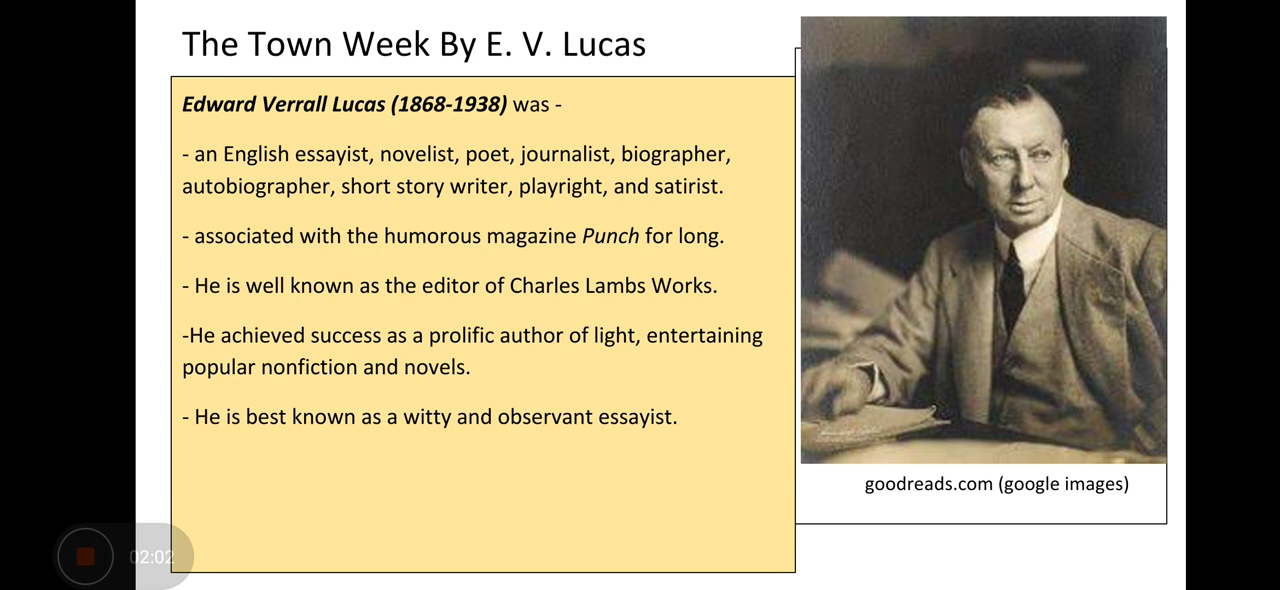 The Town Week By E. V. Lucas
Edward Verrall Lucas (1868-1938) was -
- an English essayist, novelist, poet, journalist, biographer,
autobiographer, short story writer, playright, and satirist.
- associated with the humorous magazine Punch for long.
- He is well known as the editor of Charles Lambs Works.
-He achieved success as a prolific author of light, entertaining
popular nonfiction and novels.
- He is best known as a witty and observant essayist.
goodreads.com (google images)
02:02